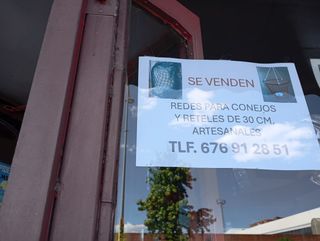 SE VENDEN
REDES PARA CONEJOS
Y RETELES DE 30 CM.
ARTESANALES
TLF. 676 91 28 51